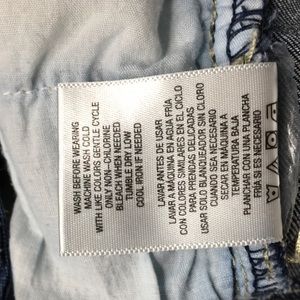 WASH BEFORE WEARING
MACHINE WASH COLD
WITH LIKE COLORS GENTLE CYCLE
ONLY NON-CHLORINE
BLEACH WHEN NEEDED
TUMBLE DRY LOW
COOL IRON IF NEEDED
LAVAR ANTES DE USAR
LAVAR A MAQUINA EN AGUA FRIA
CON COLORES SIMILARES EN EL CICLO
PARA PRENDAS DELICADAS
USAR SOLO BLANQUEADOR SIN CLORO
CUANDO SEA NECESARIO
SECAR EN MAQUINA A
TEMPERATURA BAJA
PLANCHAR CON UNA PLANCHA
FRIA SI ES NECESARIO